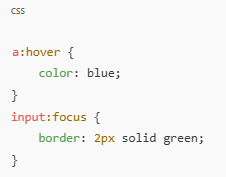 css
a:hover {
    color: blue;
}
input:focus {
    border: 2px solid green;
}